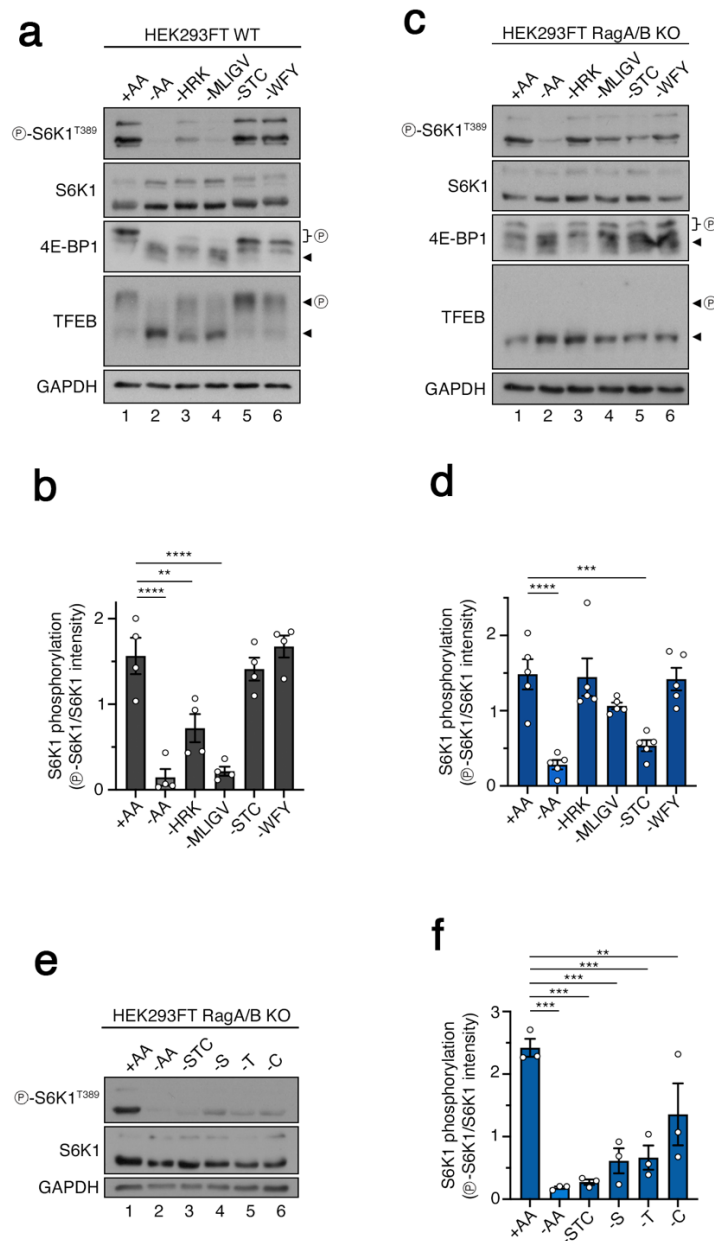 a
HEK293FT WT
+AA -AA -HRK -MLIGV -STC -WFY
Ⓟ-S6K1ᵀ³⁸⁹
S6K1
4E-BP1 Ⓟ
TFEB Ⓟ
GAPDH
1 2 3 4 5 6
c
HEK293FT RagA/B KO
+AA -AA -HRK -MLIGV -STC -WFY
Ⓟ-S6K1ᵀ³⁸⁹
S6K1
4E-BP1 Ⓟ
TFEB Ⓟ
GAPDH
1 2 3 4 5 6
b
S6K1 phosphorylation
(Ⓟ-S6K1/S6K1 intensity)
****
**
****
2
1
0
+AA -AA -HRK -MLIGV -STC -WFY
d
S6K1 phosphorylation
(Ⓟ-S6K1/S6K1 intensity)
***
****
2
1
0
+AA -AA -HRK -MLIGV -STC -WFY
e
HEK293FT RagA/B KO
+AA -AA -STC -S -T -C
Ⓟ-S6K1ᵀ³⁸⁹
S6K1
GAPDH
1 2 3 4 5 6
f
S6K1 phosphorylation
(Ⓟ-S6K1/S6K1 intensity)
**
***
***
***
***
3
2
1
0
+AA -AA -STC -S -T -C